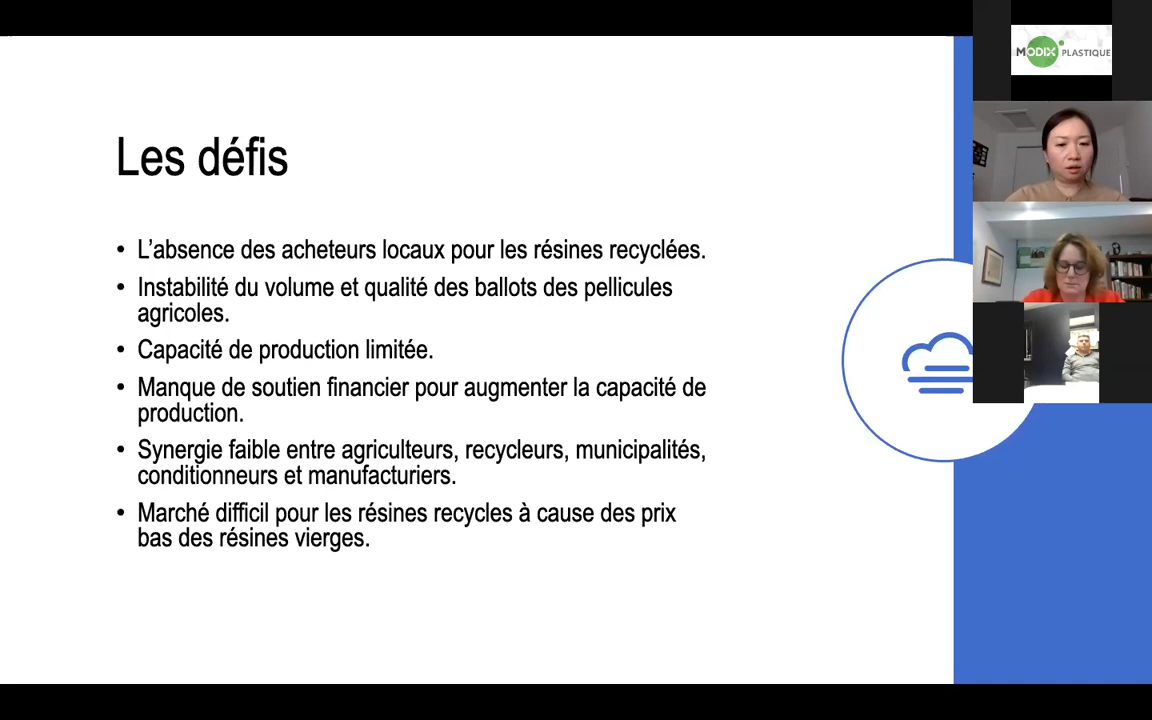 MODIX PLASTIQUE
Les défis
• L’absence des acheteurs locaux pour les résines recyclées.
• Instabilité du volume et qualité des ballots des pellicules
agricoles.
• Capacité de production limitée.
• Manque de soutien financier pour augmenter la capacité de
production.
• Synergie faible entre agriculteurs, recycleurs, municipalités,
conditionneurs et manufacturiers.
• Marché difficil pour les résines recycles à cause des prix
bas des résines vierges.